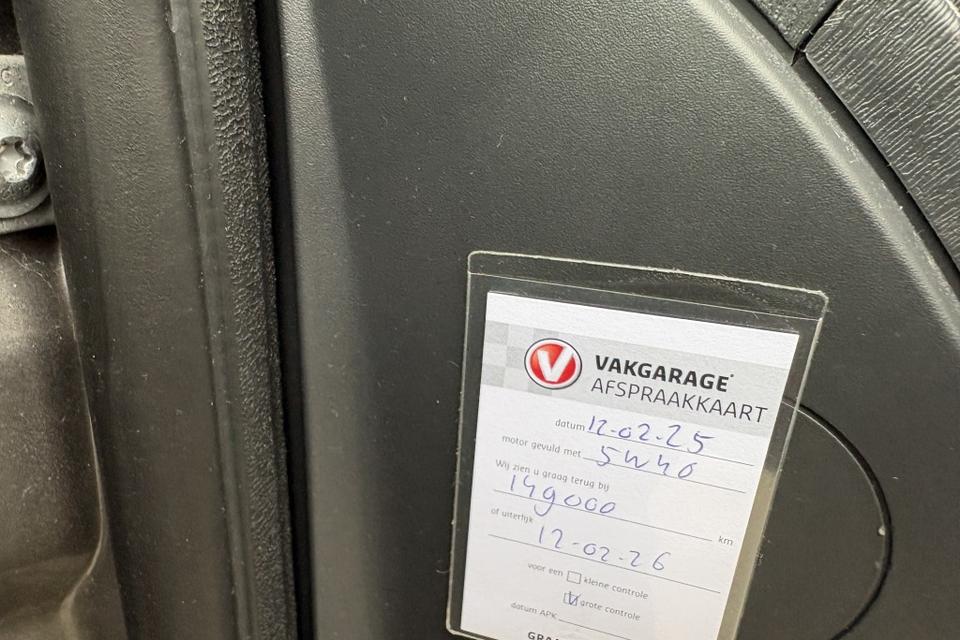 VAKGARAGE
AFSPRAAKKAART
datum 12-02-25
motor gevuld met 5W40
Wij zien u graag terug bij
149000 km
of uiterlijk
12-02-26
voor een kleine controle
grote controle
datum APK